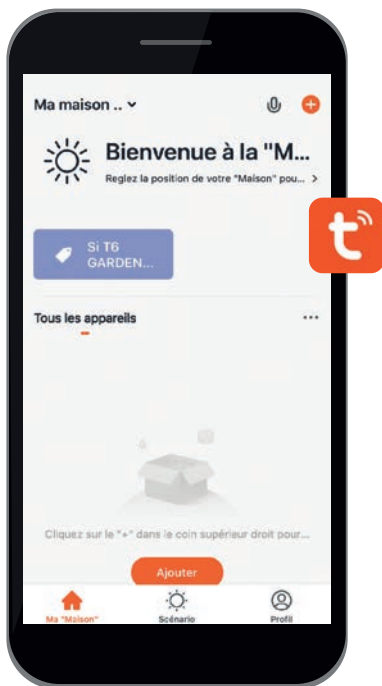 Ma maison ..
Bienvenue à la "M...
Reglez la position de votre "Maison" pou... >
Si T6
GARDEN...
Tous les appareils
...
Cliquez sur le "+" dans le coin supérieur droit pour...
Ajouter
Ma "Maison"
Scénario
Profil
t